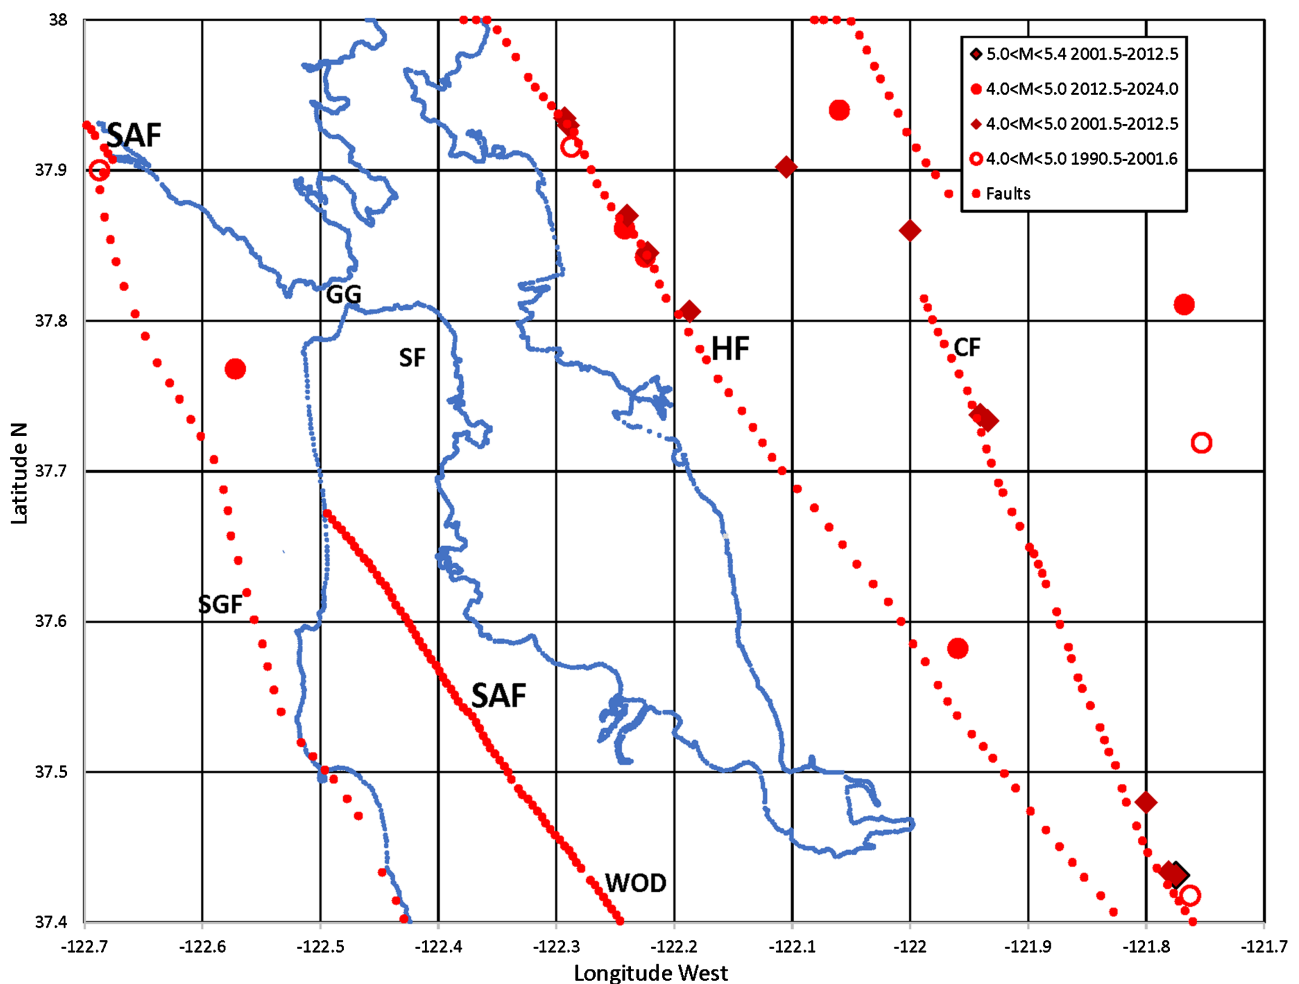 38
5.0<M<5.4 2001.5-2012.5
4.0<M<5.0 2012.5-2024.0
4.0<M<5.0 2001.5-2012.5
4.0<M<5.0 1990.5-2001.6
Faults
SAF
37.9
GG
37.8
SF
HF
CF
Latitude N
37.7
SGF
37.6
SAF
37.5
WOD
37.4
-122.7 -122.6 -122.5 -122.4 -122.3 -122.2 -122.1 -122 -121.9 -121.8 -121.7
Longitude West